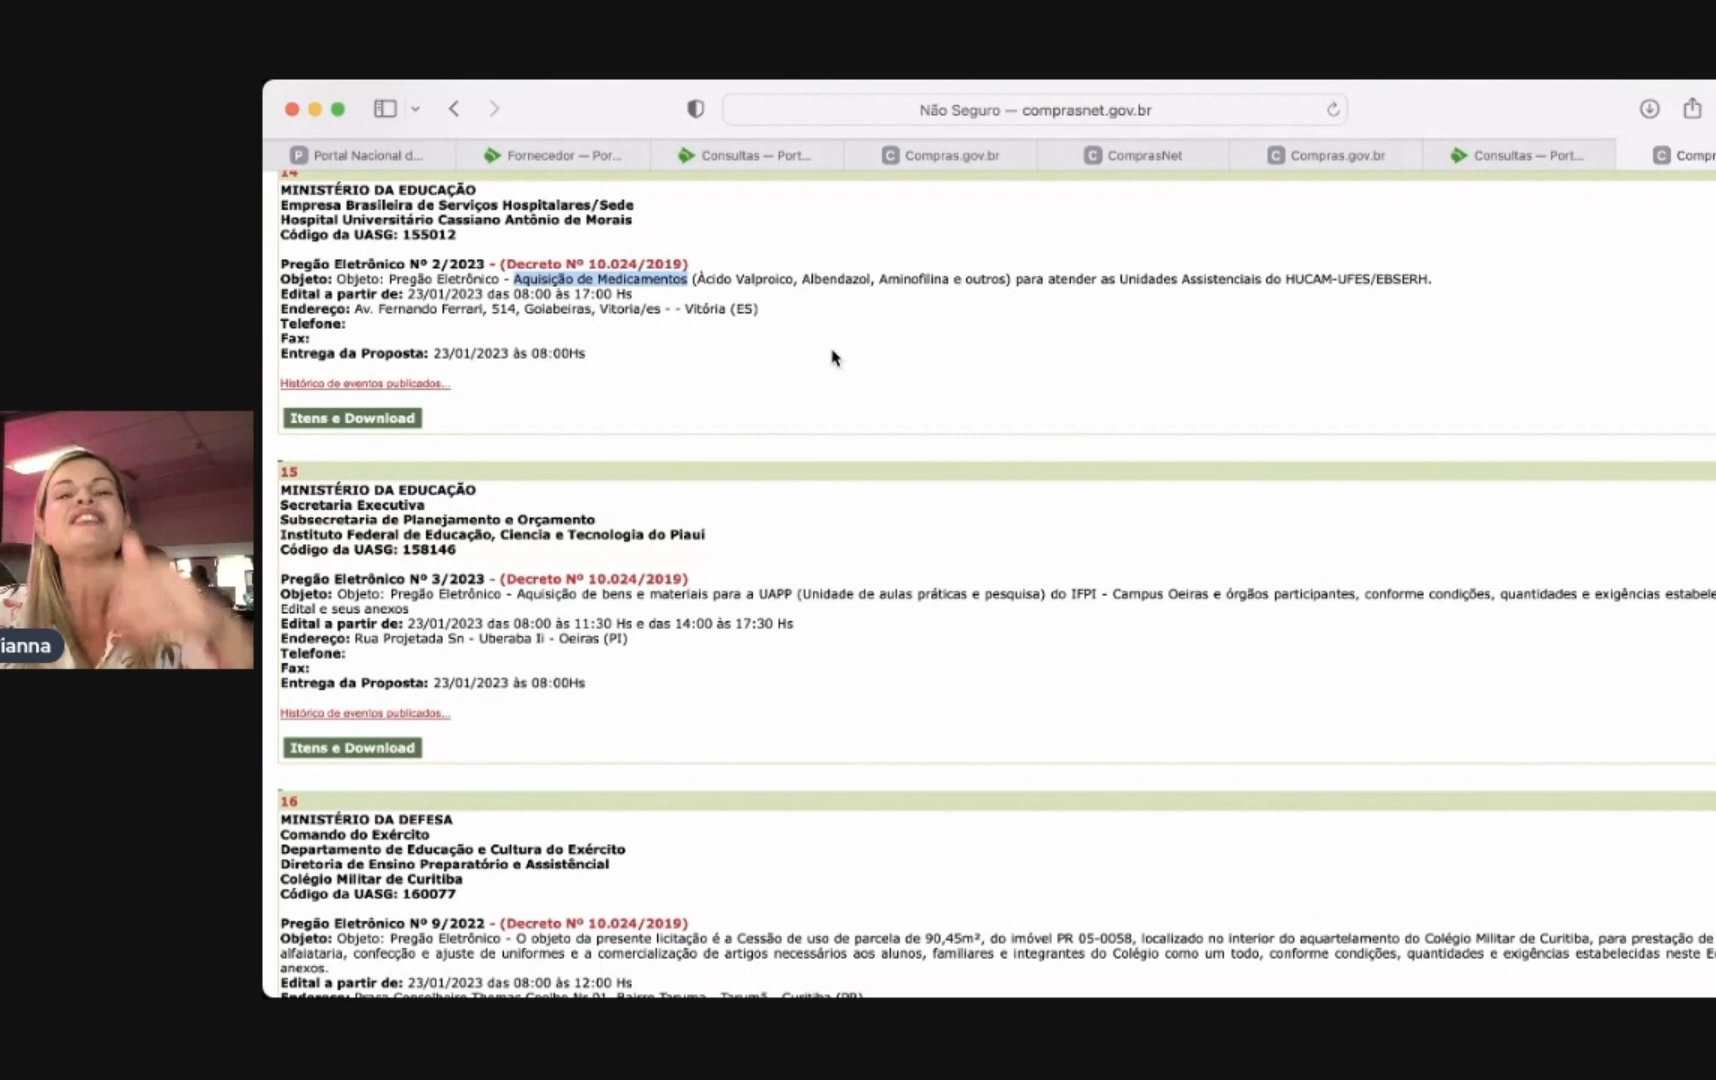 Não Seguro — comprasnet.gov.br
Portal Nacional d...
Fornecedor — Por...
Consultas — Port...
Compras.gov.br
ComprasNet
Compras.gov.br
Consultas — Port...
Compr
14
MINISTÉRIO DA EDUCAÇÃO
Empresa Brasileira de Serviços Hospitalares/Sede
Hospital Universitário Cassiano Antônio de Morais
Código da UASG: 155012
Pregão Eletrônico Nº 2/2023 - (Decreto Nº 10.024/2019)
Objeto: Objeto: Pregão Eletrônico - Aquisição de Medicamentos (Ácido Valproico, Albendazol, Aminofilina e outros) para atender as Unidades Assistenciais do HUCAM-UFES/EBSERH.
Edital a partir de: 23/01/2023 das 08:00 às 17:00 Hs
Endereço: Av. Fernando Ferrari, 514, Goiabeiras, Vitoria/es - - Vitória (ES)
Telefone:
Fax:
Entrega da Proposta: 23/01/2023 às 08:00Hs
Histórico de eventos publicados...
Itens e Download
15
MINISTÉRIO DA EDUCAÇÃO
Secretaria Executiva
Subsecretaria de Planejamento e Orçamento
Instituto Federal de Educação, Ciencia e Tecnologia do Piauí
Código da UASG: 158146
Pregão Eletrônico Nº 3/2023 - (Decreto Nº 10.024/2019)
Objeto: Objeto: Pregão Eletrônico - Aquisição de bens e materiais para a UAPP (Unidade de aulas práticas e pesquisa) do IFPI - Campus Oeiras e órgãos participantes, conforme condições, quantidades e exigências estabele
Edital e seus anexos
Edital a partir de: 23/01/2023 das 08:00 às 11:30 Hs e das 14:00 às 17:30 Hs
Endereço: Rua Projetada Sn - Uberaba Ii - Oeiras (PI)
Telefone:
Fax:
Entrega da Proposta: 23/01/2023 às 08:00Hs
Histórico de eventos publicados...
Itens e Download
ianna
16
MINISTÉRIO DA DEFESA
Comando do Exército
Departamento de Educação e Cultura do Exército
Diretoria de Ensino Preparatório e Assistêncial
Colégio Militar de Curitiba
Código da UASG: 160077
Pregão Eletrônico Nº 9/2022 - (Decreto Nº 10.024/2019)
Objeto: Objeto: Pregão Eletrônico - O objeto da presente licitação é a Cessão de uso de parcela de 90,45m², do imóvel PR 05-0058, localizado no interior do aquartelamento do Colégio Militar de Curitiba, para prestação de
alfaiataria, confecção e ajuste de uniformes e a comercialização de artigos necessários aos alunos, familiares e integrantes do Colégio como um todo, conforme condições, quantidades e exigências estabelecidas neste E
anexos.
Edital a partir de: 23/01/2023 das 08:00 às 12:00 Hs